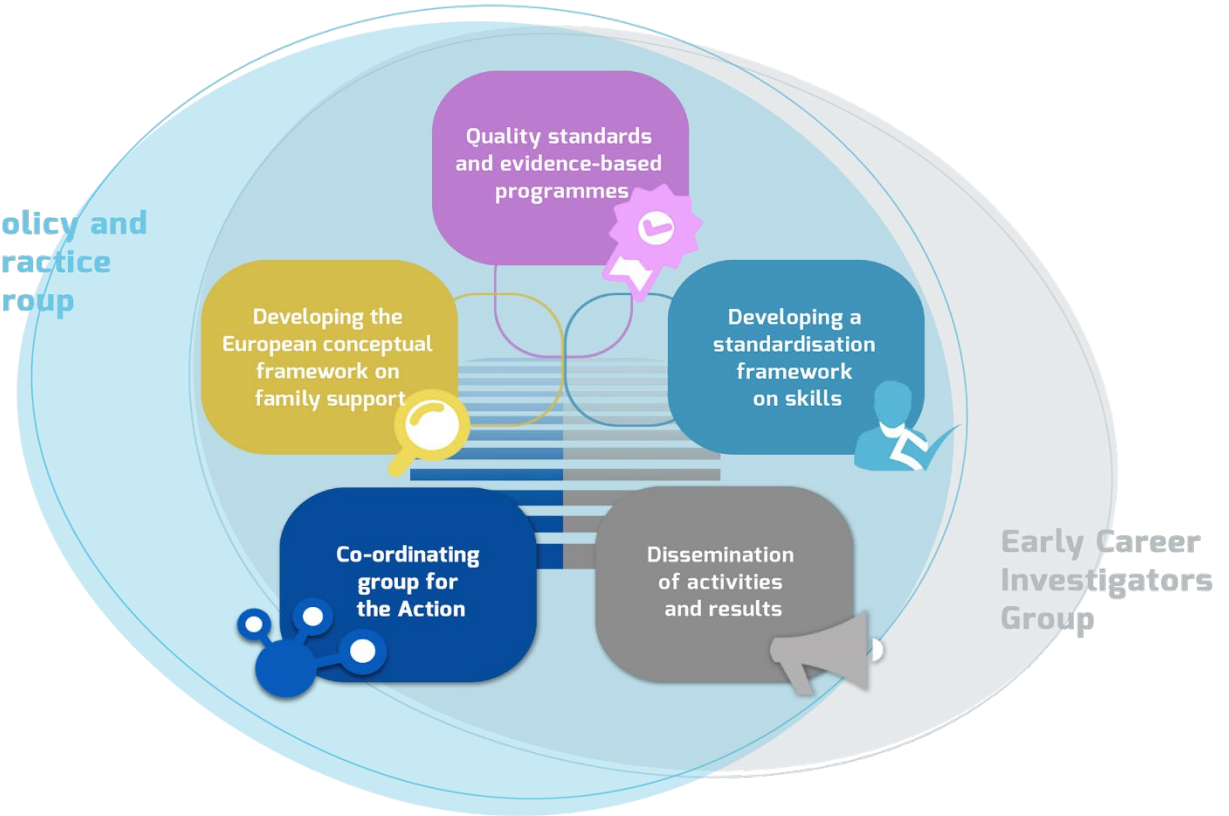 Quality standards
and evidence-based
programmes
olicy and
ractice
roup
Developing the
European conceptual
framework on
family support
Developing a
standardisation
framework
on skills
Co-ordinating
group for
the Action
Dissemination
of activities
and results
Early Career
Investigators
Group